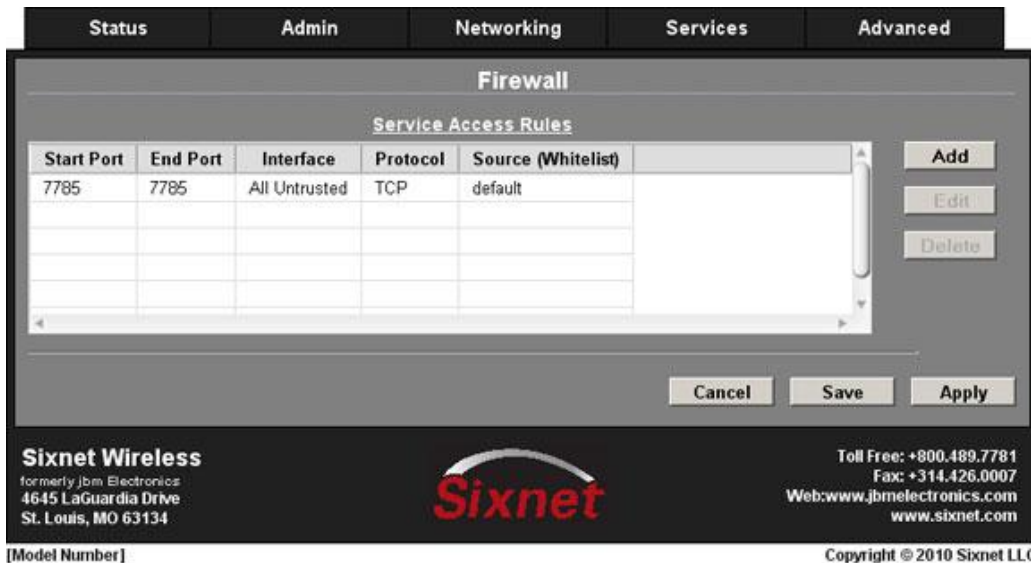 Status Admin Networking Services Advanced
Firewall
Service Access Rules
Start Port End Port Interface Protocol Source (Whitelist)
7785 7785 All Untrusted TCP default
Add
Edit
Delete
Cancel Save Apply
Sixnet Wireless
formerly jbm Electronics
4645 LaGuardia Drive
St. Louis, MO 63134
Sixnet
Toll Free: +800.489.7781
Fax: +314.426.0007
Web:www.jbmelectronics.com
www.sixnet.com
[Model Number]
Copyright © 2010 Sixnet LLC